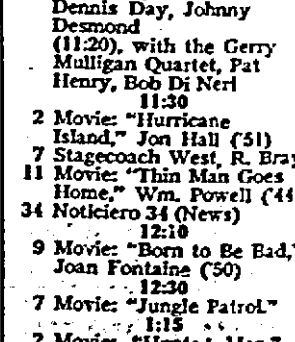 Dennis Day, Johnny
Desmond
(11:20), with the Gerry
Mulligan Quartet, Pat
Henry, Bob Di Neri
11:30
2 Movie: "Hurricane
Island," Jon Hall ('51)
7 Stagecoach West, R. Bray
11 Movie: "Thin Man Goes
Home," Wm. Powell ('44
34 Noticiero 34 (News)
12:10
9 Movie: "Born to Be Bad,"
Joan Fontaine ('50)
12:30
7 Movie: "Jungle Patrol."
1:15
2 Movie: